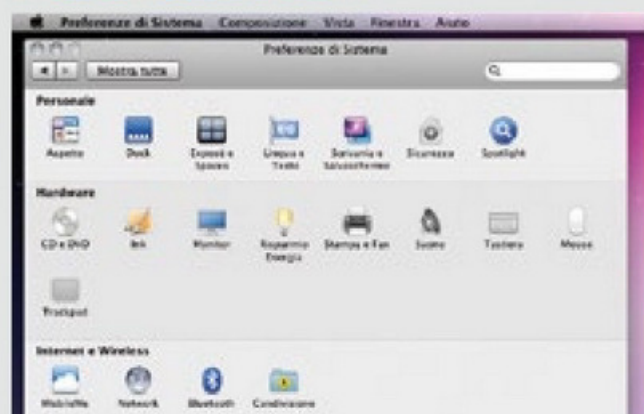 Preferenze di Sistema Composizione Vista Finestra Aiuto
Preferenze di Sistema
Mostra tutte
Personale
Aspetto Dock Exposé e Spaces Lingua e Testo Scrivania e Salvaschermo Sicurezza Spotlight
Hardware
CD e DVD Ink Monitor Risparmio Energia Stampa e Fax Suono Tastiera Mouse
Trackpad
Internet e Wireless
MobileMe Network Bluetooth Condivisione